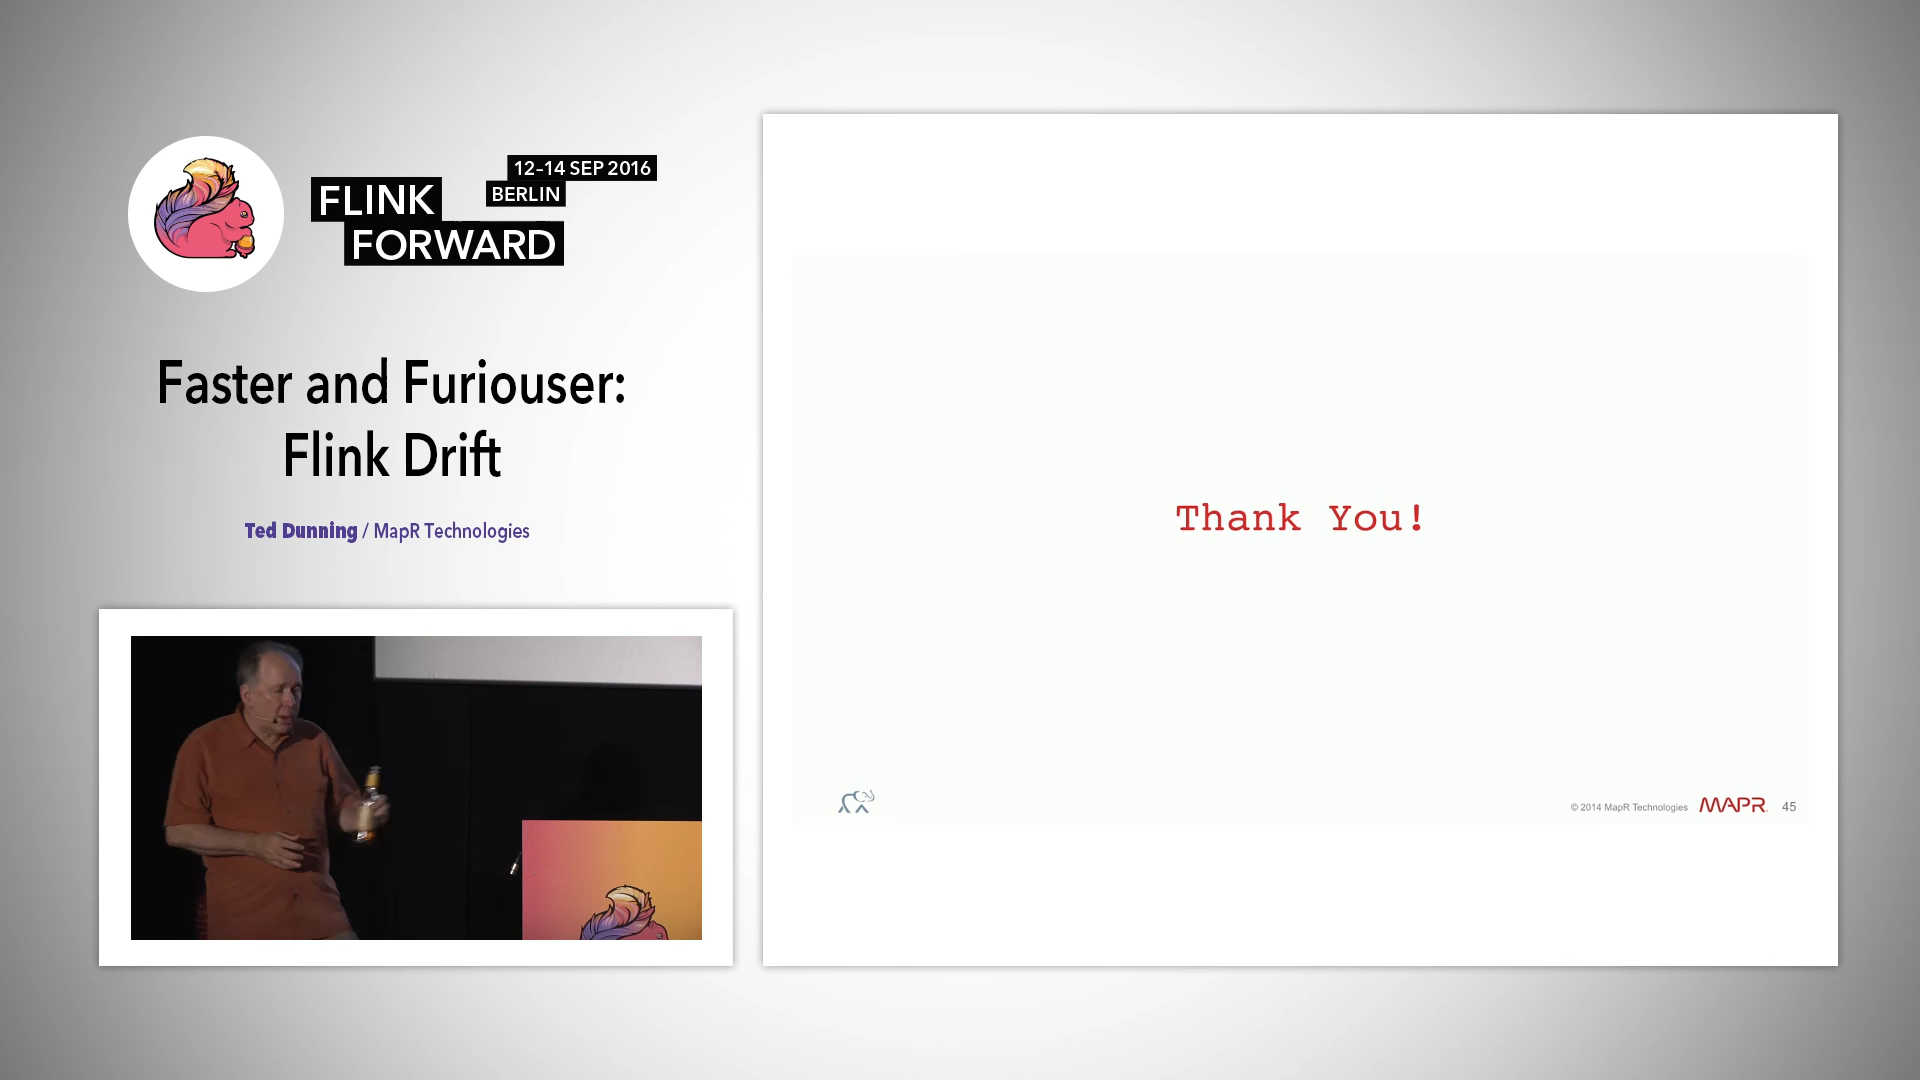 12–14 SEP 2016
BERLIN
FLINK
FORWARD
Faster and Furiouser:
Flink Drift
Ted Dunning / MapR Technologies
Thank You!
© 2014 MapR Technologies MAPR 45